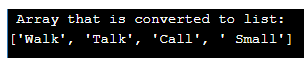 Array that is converted to list:
['Walk', 'Talk', 'Call', ' Small']